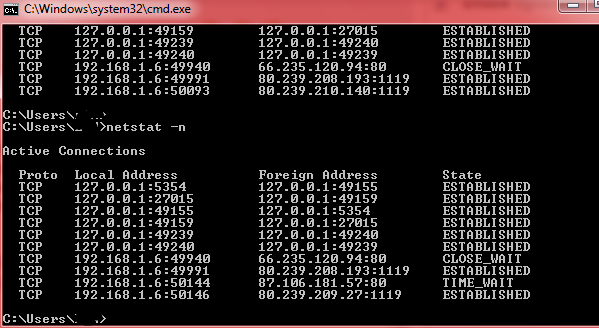 C:\Windows\system32\cmd.exe
TCP 127.0.0.1:49159 127.0.0.1:27015 ESTABLISHED
TCP 127.0.0.1:49239 127.0.0.1:49240 ESTABLISHED
TCP 127.0.0.1:49240 127.0.0.1:49239 ESTABLISHED
TCP 192.168.1.6:49940 66.235.120.94:80 CLOSE_WAIT
TCP 192.168.1.6:49991 80.239.208.193:1119 ESTABLISHED
TCP 192.168.1.6:50093 80.239.210.140:1119 ESTABLISHED
C:\Users\
C:\Users\ >netstat -n
Active Connections
Proto Local Address Foreign Address State
TCP 127.0.0.1:5354 127.0.0.1:49155 ESTABLISHED
TCP 127.0.0.1:27015 127.0.0.1:49159 ESTABLISHED
TCP 127.0.0.1:49155 127.0.0.1:5354 ESTABLISHED
TCP 127.0.0.1:49159 127.0.0.1:27015 ESTABLISHED
TCP 127.0.0.1:49239 127.0.0.1:49240 ESTABLISHED
TCP 127.0.0.1:49240 127.0.0.1:49239 ESTABLISHED
TCP 192.168.1.6:49940 66.235.120.94:80 CLOSE_WAIT
TCP 192.168.1.6:49991 80.239.208.193:1119 ESTABLISHED
TCP 192.168.1.6:50144 87.106.181.57:80 TIME_WAIT
TCP 192.168.1.6:50146 80.239.209.27:1119 ESTABLISHED
C:\Users\ >